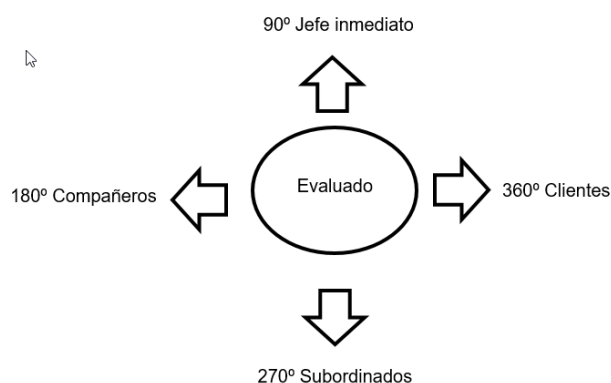 90º Jefe inmediato
180º Compañeros
Evaluado
360º Clientes
270º Subordinados